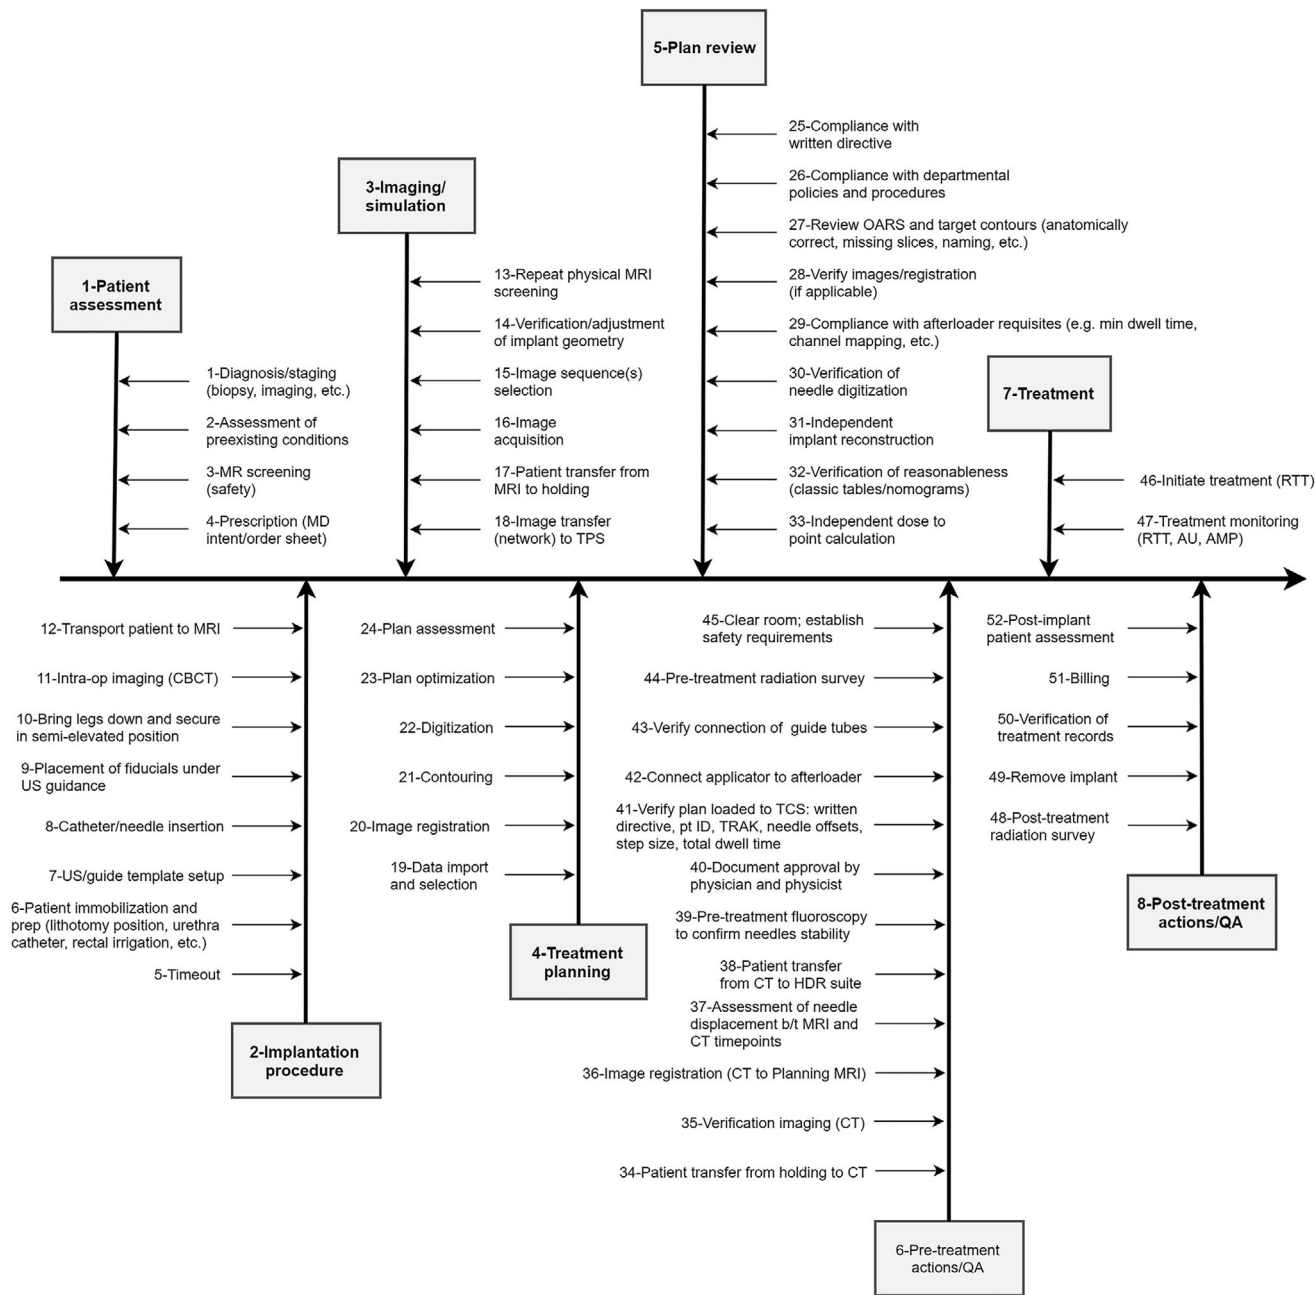 5-Plan review
25-Compliance with
written directive
26-Compliance with departmental
policies and procedures
27-Review OARS and target contours (anatomically
correct, missing slices, naming, etc.)
28-Verify images/registration
(if applicable)
29-Compliance with afterloader requisites (e.g. min dwell time,
channel mapping, etc.)
30-Verification of
needle digitization
31-Independent
implant reconstruction
32-Verification of reasonableness
(classic tables/nomograms)
33-Independent dose to
point calculation
3-Imaging/
simulation
13-Repeat physical MRI
screening
14-Verification/adjustment
of implant geometry
15-Image sequence(s)
selection
16-Image
acquisition
17-Patient transfer from
MRI to holding
18-Image transfer
(network) to TPS
1-Patient
assessment
1-Diagnosis/staging
(biopsy, imaging, etc.)
2-Assessment of
preexisting conditions
3-MR screening
(safety)
4-Prescription (MD
intent/order sheet)
7-Treatment
46-Initiate treatment (RTT)
47-Treatment monitoring
(RTT, AU, AMP)
12-Transport patient to MRI
11-Intra-op imaging (CBCT)
10-Bring legs down and secure
in semi-elevated position
9-Placement of fiducials under
US guidance
8-Catheter/needle insertion
7-US/guide template setup
6-Patient immobilization and
prep (lithotomy position, urethra
catheter, rectal irrigation, etc.)
5-Timeout
2-Implantation
procedure
24-Plan assessment
23-Plan optimization
22-Digitization
21-Contouring
20-Image registration
19-Data import
and selection
4-Treatment
planning
45-Clear room; establish
safety requirements
44-Pre-treatment radiation survey
43-Verify connection of guide tubes
42-Connect applicator to afterloader
41-Verify plan loaded to TCS: written
directive, pt ID, TRAK, needle offsets,
step size, total dwell time
40-Document approval by
physician and physicist
39-Pre-treatment fluoroscopy
to confirm needles stability
38-Patient transfer
from CT to HDR suite
37-Assessment of needle
displacement b/t MRI and
CT timepoints
36-Image registration (CT to Planning MRI)
35-Verification imaging (CT)
34-Patient transfer from holding to CT
6-Pre-treatment
actions/QA
52-Post-implant
patient assessment
51-Billing
50-Verification of
treatment records
49-Remove implant
48-Post-treatment
radiation survey
8-Post-treatment
actions/QA